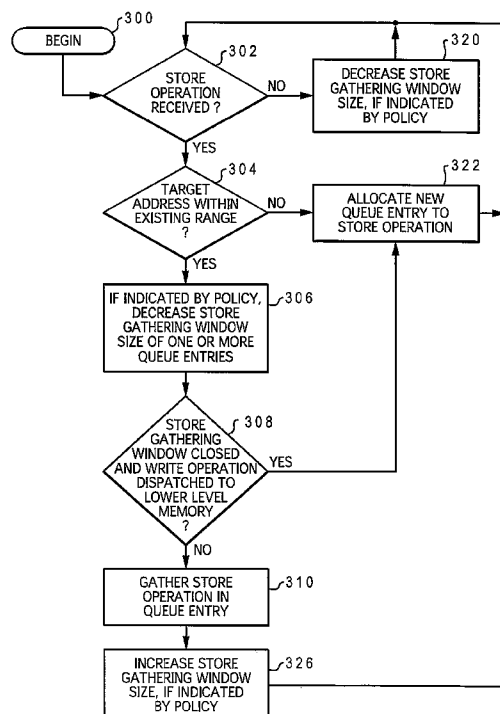 BEGIN
300
302
STORE
OPERATION
RECEIVED ?
NO
YES
320
DECREASE STORE
GATHERING WINDOW
SIZE, IF INDICATED
BY POLICY
304
TARGET
ADDRESS WITHIN
EXISTING RANGE
?
NO
YES
322
ALLOCATE NEW
QUEUE ENTRY TO
STORE OPERATION
IF INDICATED BY POLICY,
DECREASE STORE
GATHERING WINDOW
SIZE OF ONE OR MORE
QUEUE ENTRIES
306
308
STORE
GATHERING
WINDOW CLOSED
AND WRITE OPERATION
DISPATCHED TO
LOWER LEVEL
MEMORY
?
YES
NO
GATHER STORE
OPERATION IN
QUEUE ENTRY
310
INCREASE STORE
GATHERING WINDOW
SIZE, IF INDICATED
BY POLICY
326